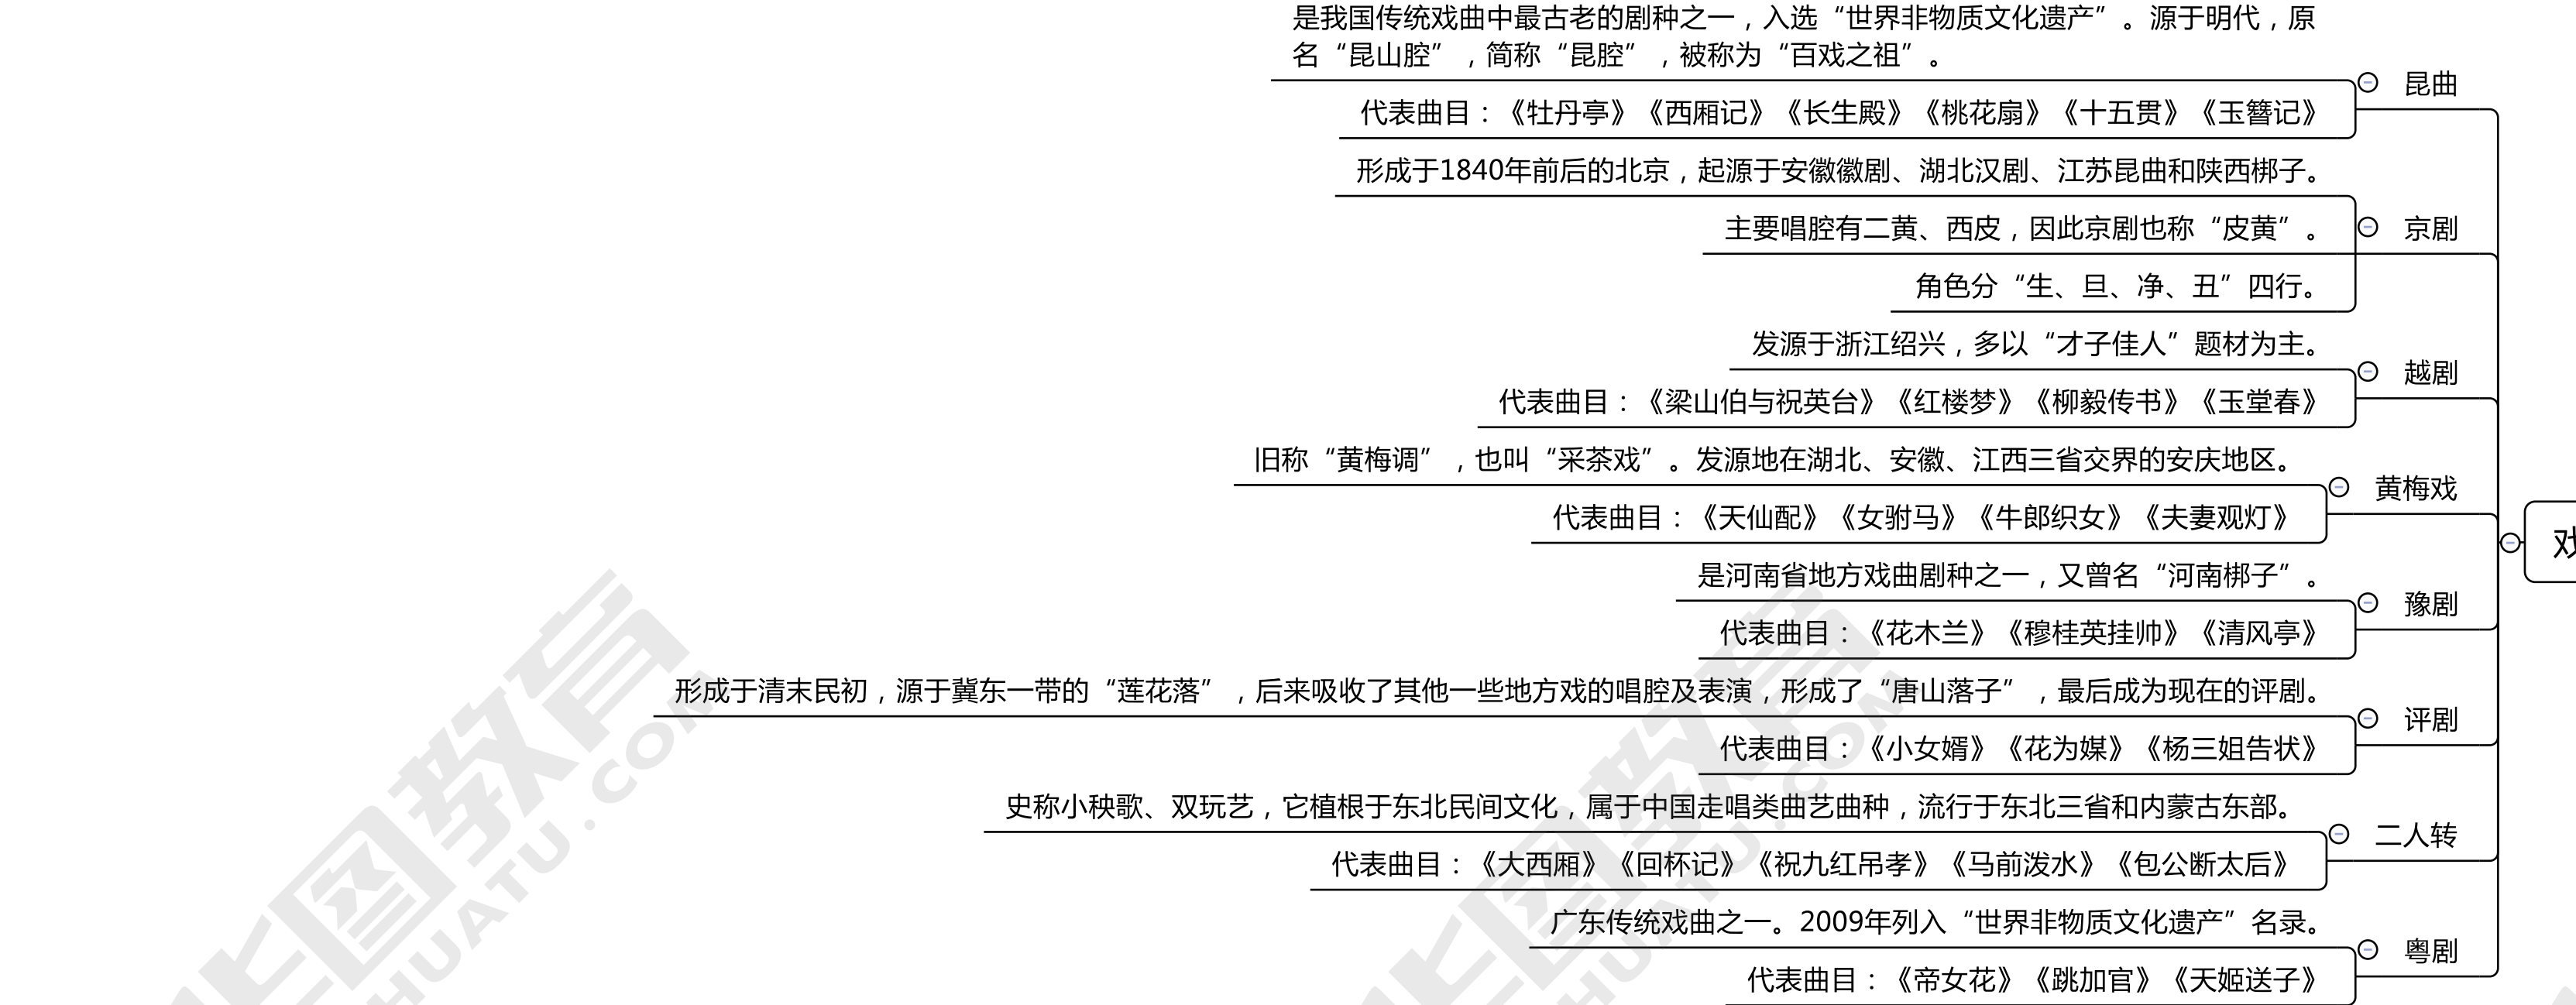 是我国传统戏曲中最古老的剧种之一，入选“世界非物质文化遗产”。源于明代，原
名“昆山腔”，简称“昆腔”，被称为“百戏之祖”。
昆曲
代表曲目：《牡丹亭》《西厢记》《长生殿》《桃花扇》《十五贯》《玉簪记》
形成于1840年前后的北京，起源于安徽徽剧、湖北汉剧、江苏昆曲和陕西梆子。
主要唱腔有二黄、西皮，因此京剧也称“皮黄”。
京剧
角色分“生、旦、净、丑”四行。
发源于浙江绍兴，多以“才子佳人”题材为主。
越剧
代表曲目：《梁山伯与祝英台》《红楼梦》《柳毅传书》《玉堂春》
旧称“黄梅调”，也叫“采茶戏”。发源地在湖北、安徽、江西三省交界的安庆地区。
黄梅戏
代表曲目：《天仙配》《女驸马》《牛郎织女》《夫妻观灯》
戏
是河南省地方戏曲剧种之一，又曾名“河南梆子”。
豫剧
代表曲目：《花木兰》《穆桂英挂帅》《清风亭》
形成于清末民初，源于冀东一带的“莲花落”，后来吸收了其他一些地方戏的唱腔及表演，形成了“唐山落子”，最后成为现在的评剧。
评剧
代表曲目：《小女婿》《花为媒》《杨三姐告状》
史称小秧歌、双玩艺，它植根于东北民间文化，属于中国走唱类曲艺曲种，流行于东北三省和内蒙古东部。
二人转
代表曲目：《大西厢》《回杯记》《祝九红吊孝》《马前泼水》《包公断太后》
广东传统戏曲之一。2009年列入“世界非物质文化遗产”名录。
粤剧
代表曲目：《帝女花》《跳加官》《天姬送子》
华图教育
HUATU.COM
华图教育
HUATU.COM